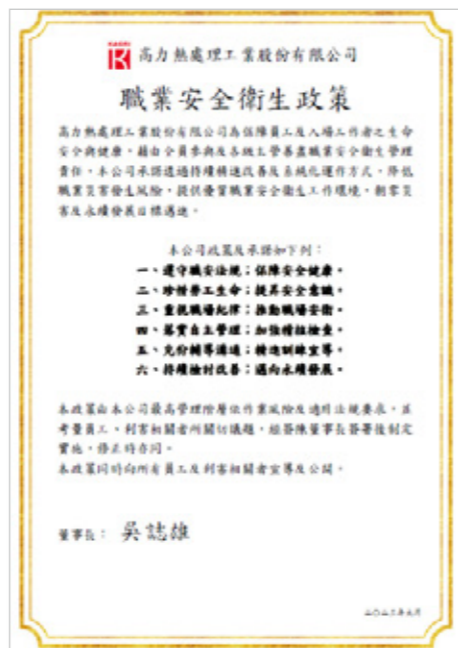 KAORI
高力熱處理工業股份有限公司
職業安全衛生政策
高力熱處理工業股份有限公司為保障員工及入場工作者之生命
安全與健康，藉由全員參與及各級主管善盡職業安全衛生管理
責任，本公司承諾透過持續精進改善及系統化運作方式，降低
職業災害發生風險，提供優質職業安全衛生工作環境，朝零災
害及永續發展目標邁進。
本公司政策及承諾如下列：
一、遵守職安法規；保障安全健康。
二、珍惜勞工生命；提昇安全意識。
三、重視職場紀律；推動職場安衛。
四、落實自主管理；加強稽核檢查。
五、充份輔導溝通；精進訓練宣導。
六、持續檢討改善；邁向永續發展。
本政策由本公司最高管理階層依作業風險及適用法規要求，並
考量員工、利害相關者所關切議題，經簽陳董事長簽署後制定
實施，修正時亦同。
本政策同時向所有員工及利害相關者宣導及公開。
董事長： 吳誌雄
二〇二三年九月